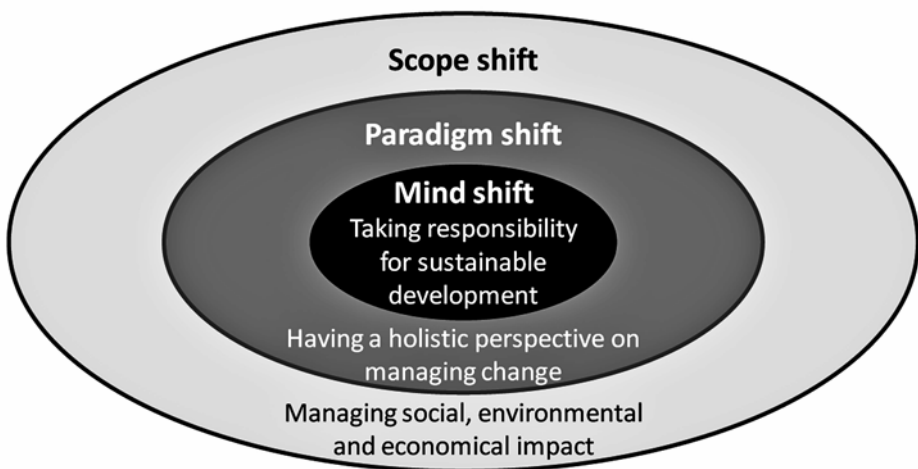 Scope shift
Paradigm shift
Mind shift
Taking responsibility
for sustainable
development
Having a holistic perspective on
managing change
Managing social, environmental
and economical impact